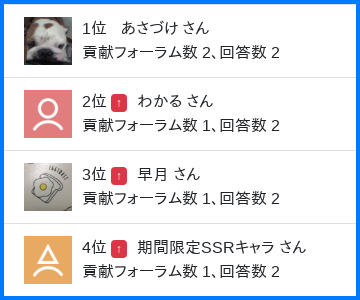 1位 あさづけ さん
貢献フォーラム数 2、回答数 2
2位 ↑ わかる さん
貢献フォーラム数 1、回答数 2
3位 ↑ 早月 さん
貢献フォーラム数 1、回答数 2
4位 ↑ 期間限定SSRキャラ さん
貢献フォーラム数 1、回答数 2